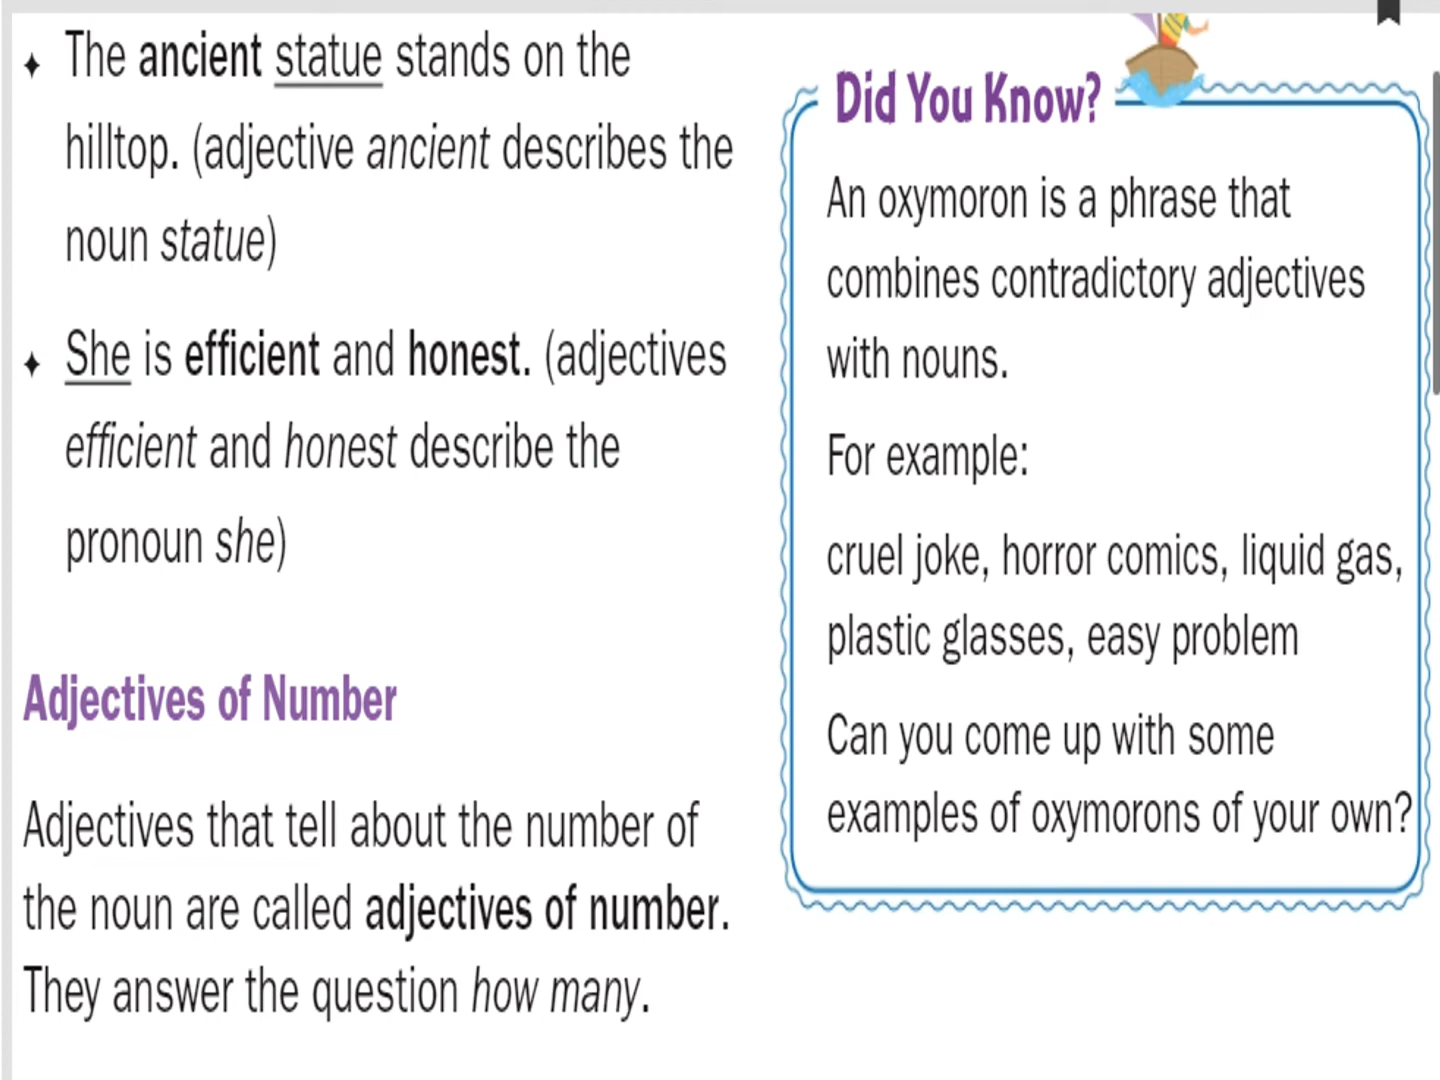 The ancient statue stands on the
hilltop. (adjective ancient describes the
noun statue)
She is efficient and honest. (adjectives
efficient and honest describe the
pronoun she)
Adjectives of Number
Adjectives that tell about the number of
the noun are called adjectives of number.
They answer the question how many.
Did You Know?
An oxymoron is a phrase that
combines contradictory adjectives
with nouns.
For example:
cruel joke, horror comics, liquid gas,
plastic glasses, easy problem
Can you come up with some
examples of oxymorons of your own?